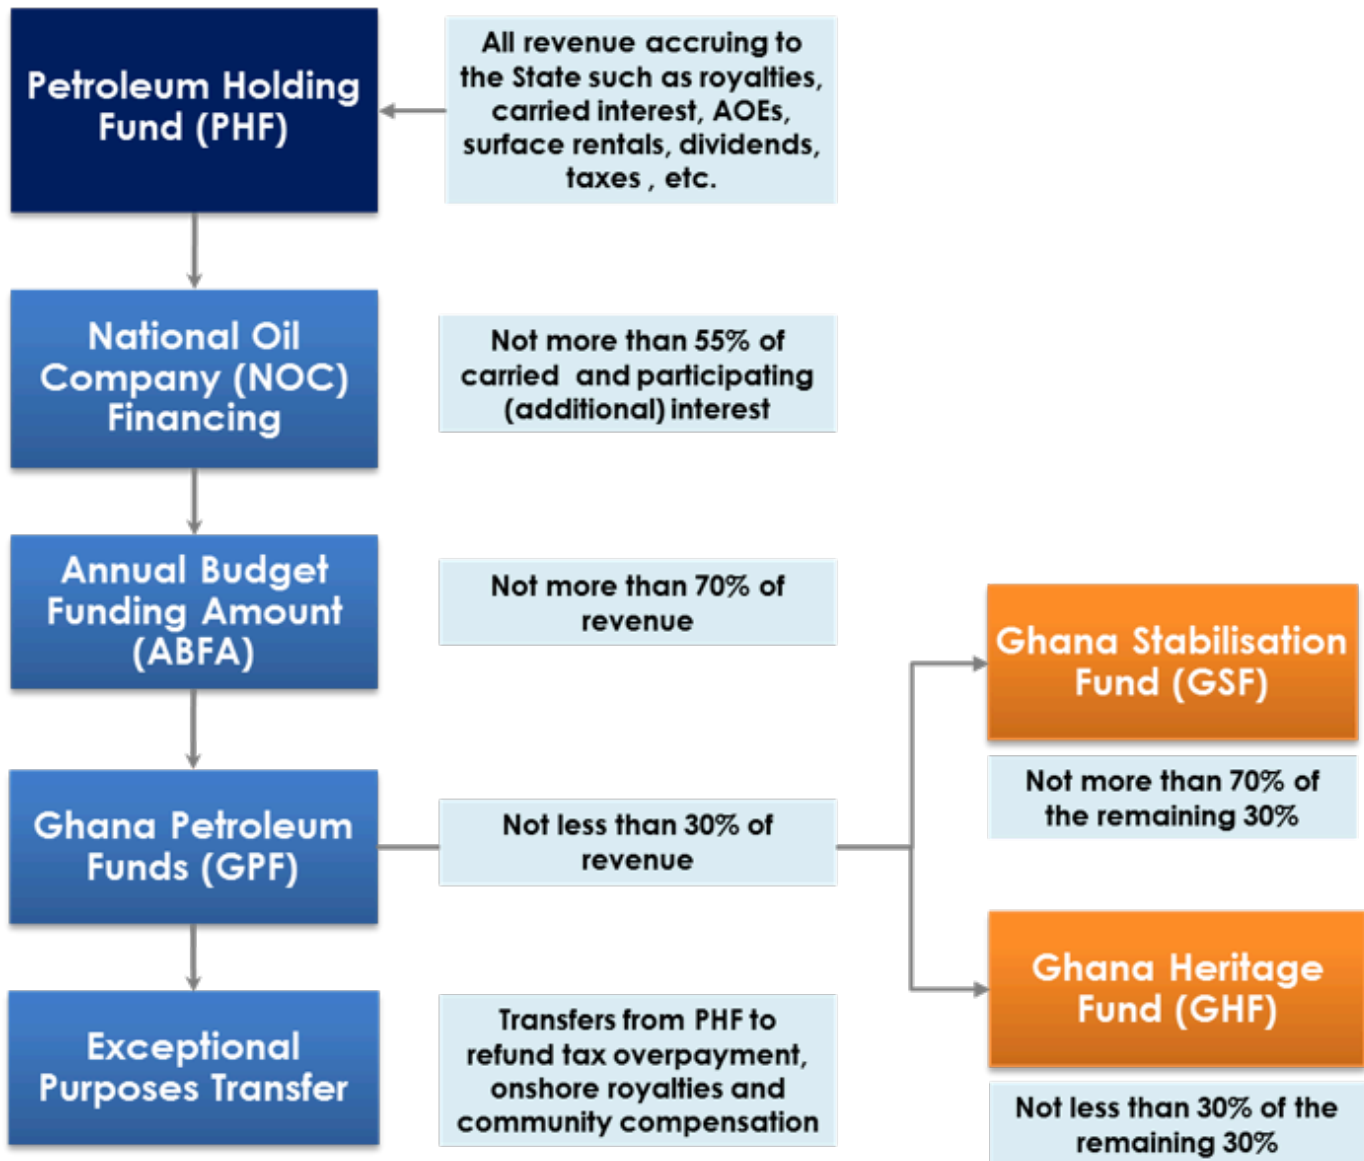 Petroleum Holding
Fund (PHF)
All revenue accruing to
the State such as royalties,
carried interest, AOEs,
surface rentals, dividends,
taxes , etc.
National Oil
Company (NOC)
Financing
Not more than 55% of
carried and participating
(additional) interest
Annual Budget
Funding Amount
(ABFA)
Not more than 70% of
revenue
Ghana Petroleum
Funds (GPF)
Not less than 30% of
revenue
Ghana Stabilisation
Fund (GSF)
Not more than 70% of
the remaining 30%
Ghana Heritage
Fund (GHF)
Not less than 30% of the
remaining 30%
Exceptional
Purposes Transfer
Transfers from PHF to
refund tax overpayment,
onshore royalties and
community compensation